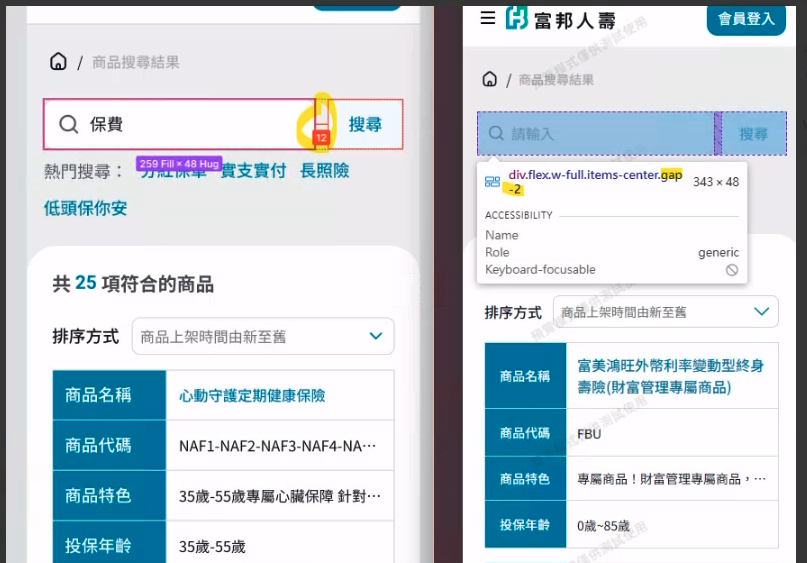 / 商品搜尋結果
保費
12
搜尋
259 Fill × 48 Hug
熱門搜尋：
實支實付 長照險
低頭保你安
共 25 項符合的商品
排序方式 商品上架時間由新至舊
商品名稱 心動守護定期健康保險
商品代碼 NAF1-NAF2-NAF3-NAF4-NA⋯
商品特色 35歲-55歲專屬心臟保障 針對⋯
投保年齡 35歲-55歲
富邦人壽 會員登入
/ 商品搜尋結果
請輸入 搜尋
div.flex.w-full.items-center.gap
-2 343 × 48
ACCESSIBILITY
Name
Role generic
Keyboard-focusable
排序方式 商品上架時間由新至舊
商品名稱 富美鴻旺外幣利率變動型終身
壽險(財富管理專屬商品)
商品代碼 FBU
商品特色 專屬商品！財富管理專屬商品，⋯
投保年齡 0歲~85歲